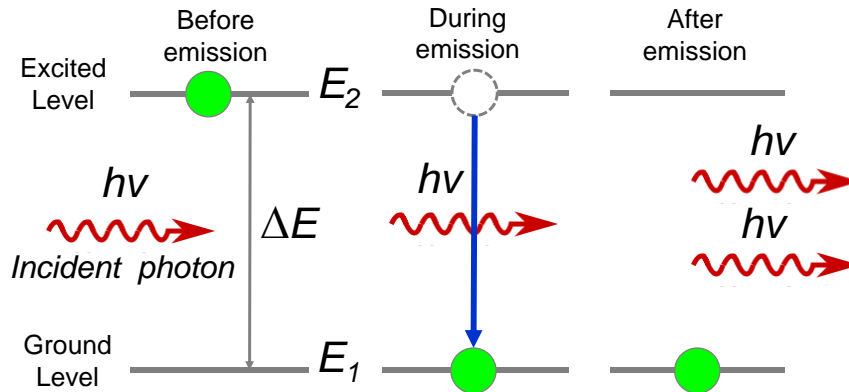 Before
emission
During
emission
After
emission
Excited
Level
E₂
hν
hν
hν
ΔE
hν
Incident photon
Ground
Level
E₁